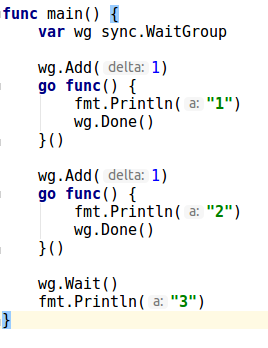 func main() {
    var wg sync.WaitGroup

    wg.Add( delta: 1)
    go func() {
        fmt.Println( a: "1")
        wg.Done()
    }()

    wg.Add( delta: 1)
    go func() {
        fmt.Println( a: "2")
        wg.Done()
    }()

    wg.Wait()
    fmt.Println( a: "3")
}